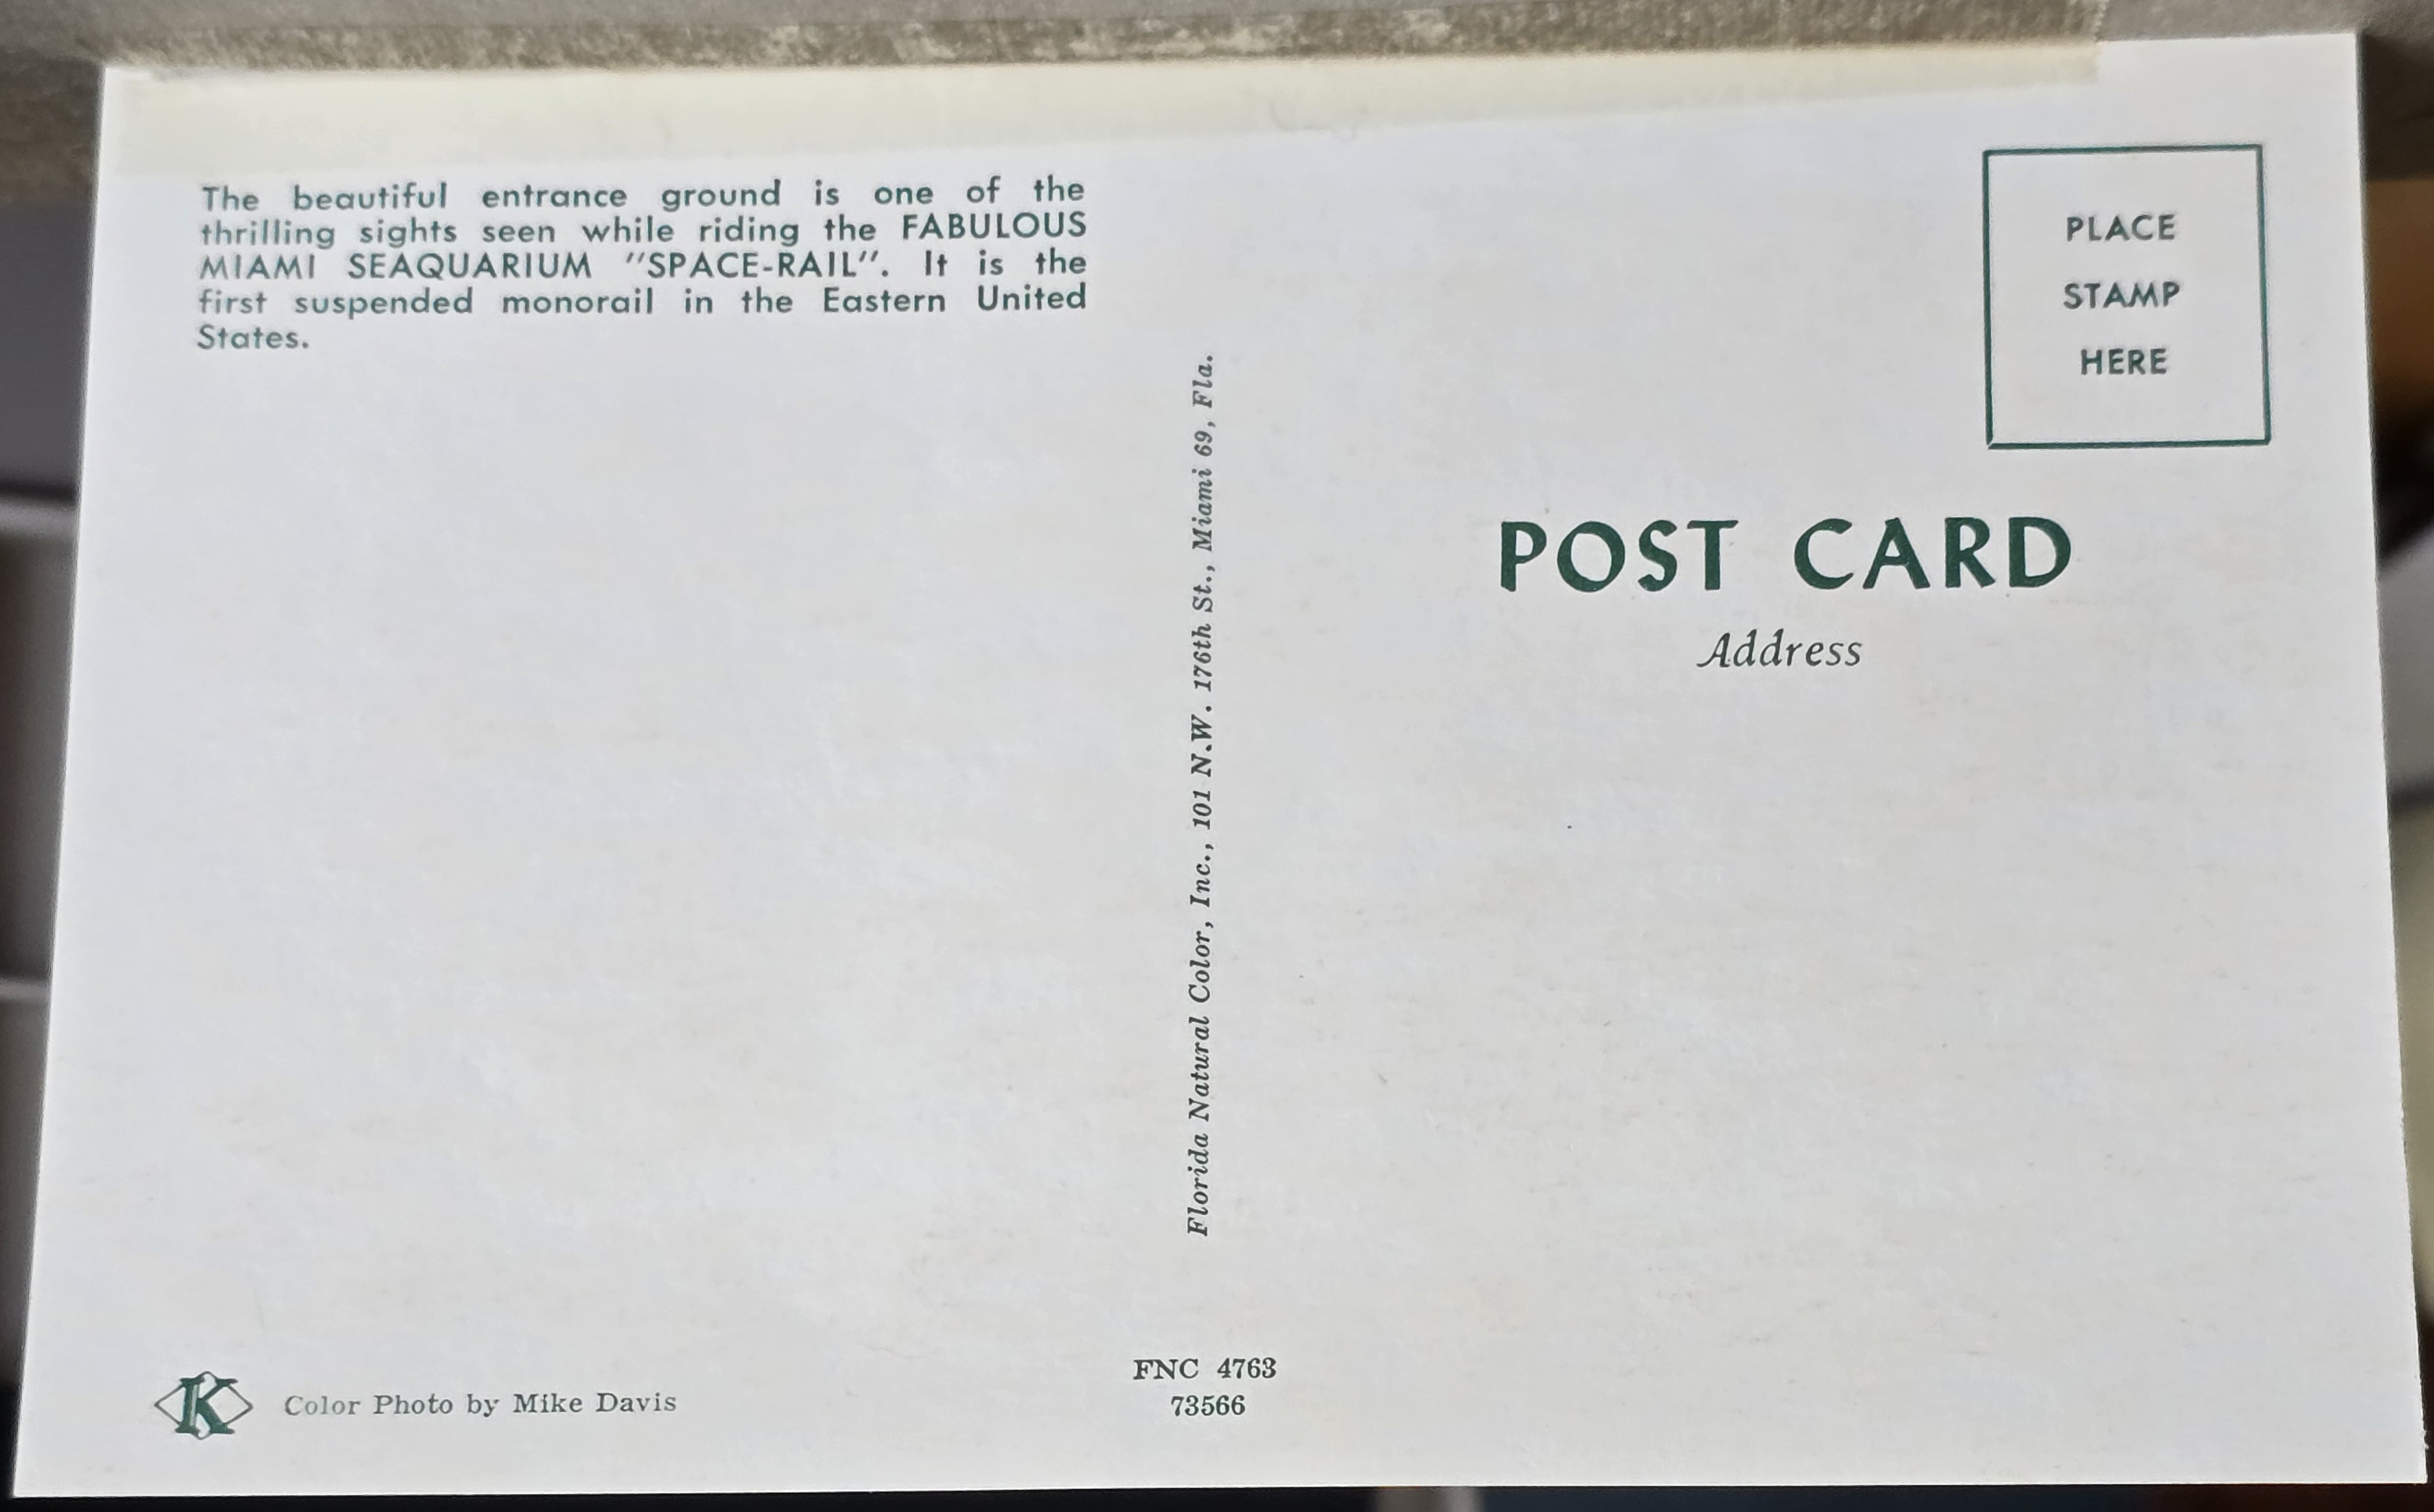 The beautiful entrance ground is one of the
thrilling sights seen while riding the FABULOUS
MIAMI SEAQUARIUM "SPACE-RAIL". It is the
first suspended monorail in the Eastern United
States.
Florida Natural Color, Inc., 101 N.W. 176th St., Miami 69, Fla.
PLACE
STAMP
HERE
POST CARD
Address
K
Color Photo by Mike Davis
FNC 4763
73566